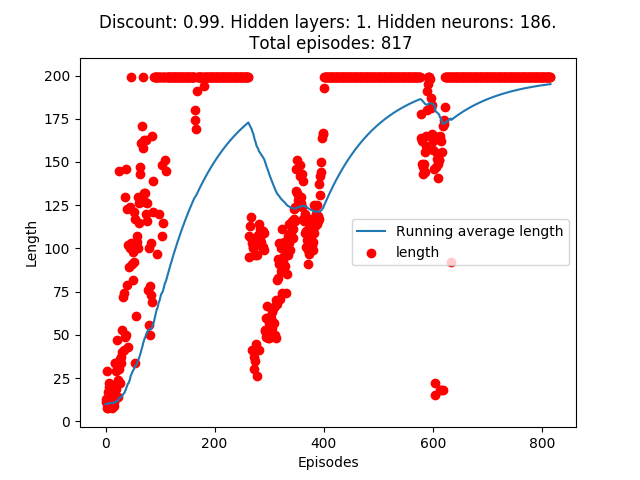 Discount: 0.99. Hidden layers: 1. Hidden neurons: 186.
Total episodes: 817
200
175
150
125
100
75
50
25
0
Length
Running average length
length
0
200
400
600
800
Episodes